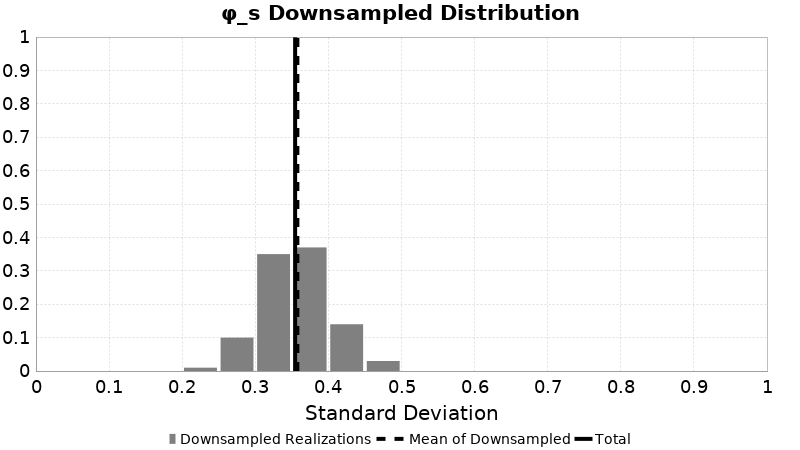 φ_s Downsampled Distribution
1
0.9
0.8
0.7
0.6
0.5
0.4
0.3
0.2
0.1
0
0 0.1 0.2 0.3 0.4 0.5 0.6 0.7 0.8 0.9 1
Standard Deviation
Downsampled Realizations Mean of Downsampled Total